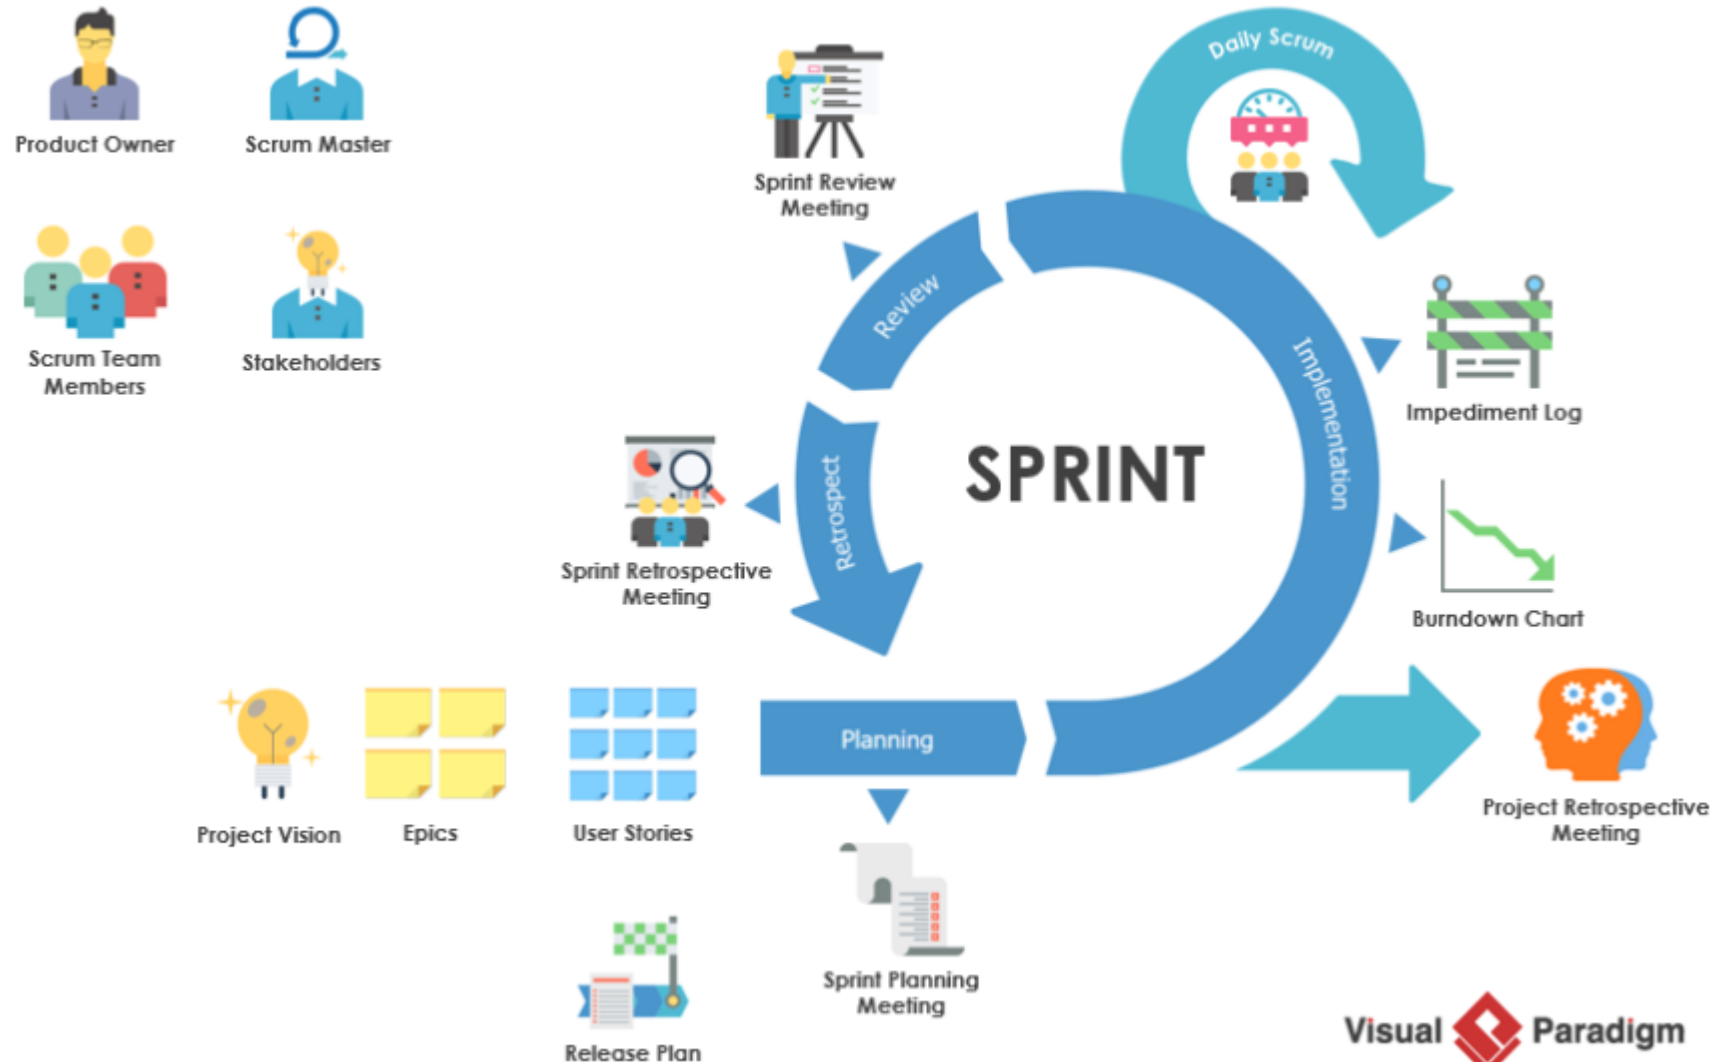 Product Owner
Scrum Master
Scrum Team
Members
Stakeholders
Sprint Review
Meeting
Daily Scrum
Review
Implementation
Impediment Log
SPRINT
Retrospect
Sprint Retrospective
Meeting
Burndown Chart
Planning
Project Vision
Epics
User Stories
Project Retrospective
Meeting
Sprint Planning
Meeting
Release Plan
Visual Paradigm